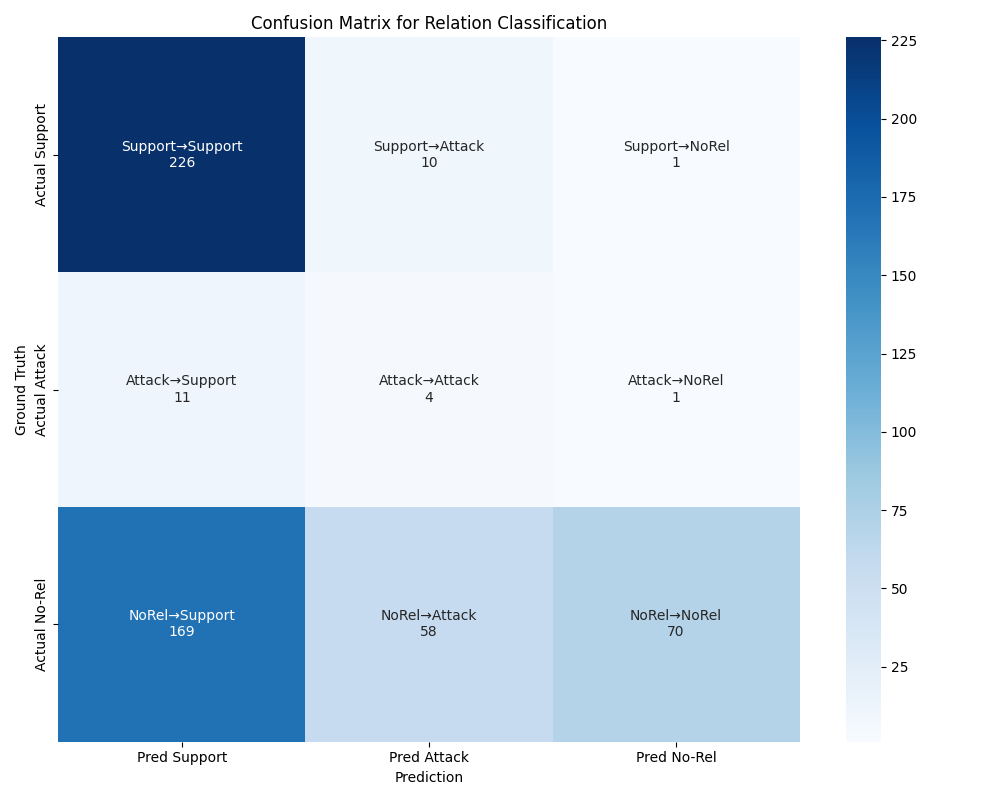 Confusion Matrix for Relation Classification
Ground Truth
Actual Support
Actual Attack
Actual No-Rel
Support→Support
226
Support→Attack
10
Support→NoRel
1
Attack→Support
11
Attack→Attack
4
Attack→NoRel
1
NoRel→Support
169
NoRel→Attack
58
NoRel→NoRel
70
Pred Support
Pred Attack
Pred No-Rel
Prediction
225
200
175
150
125
100
75
50
25